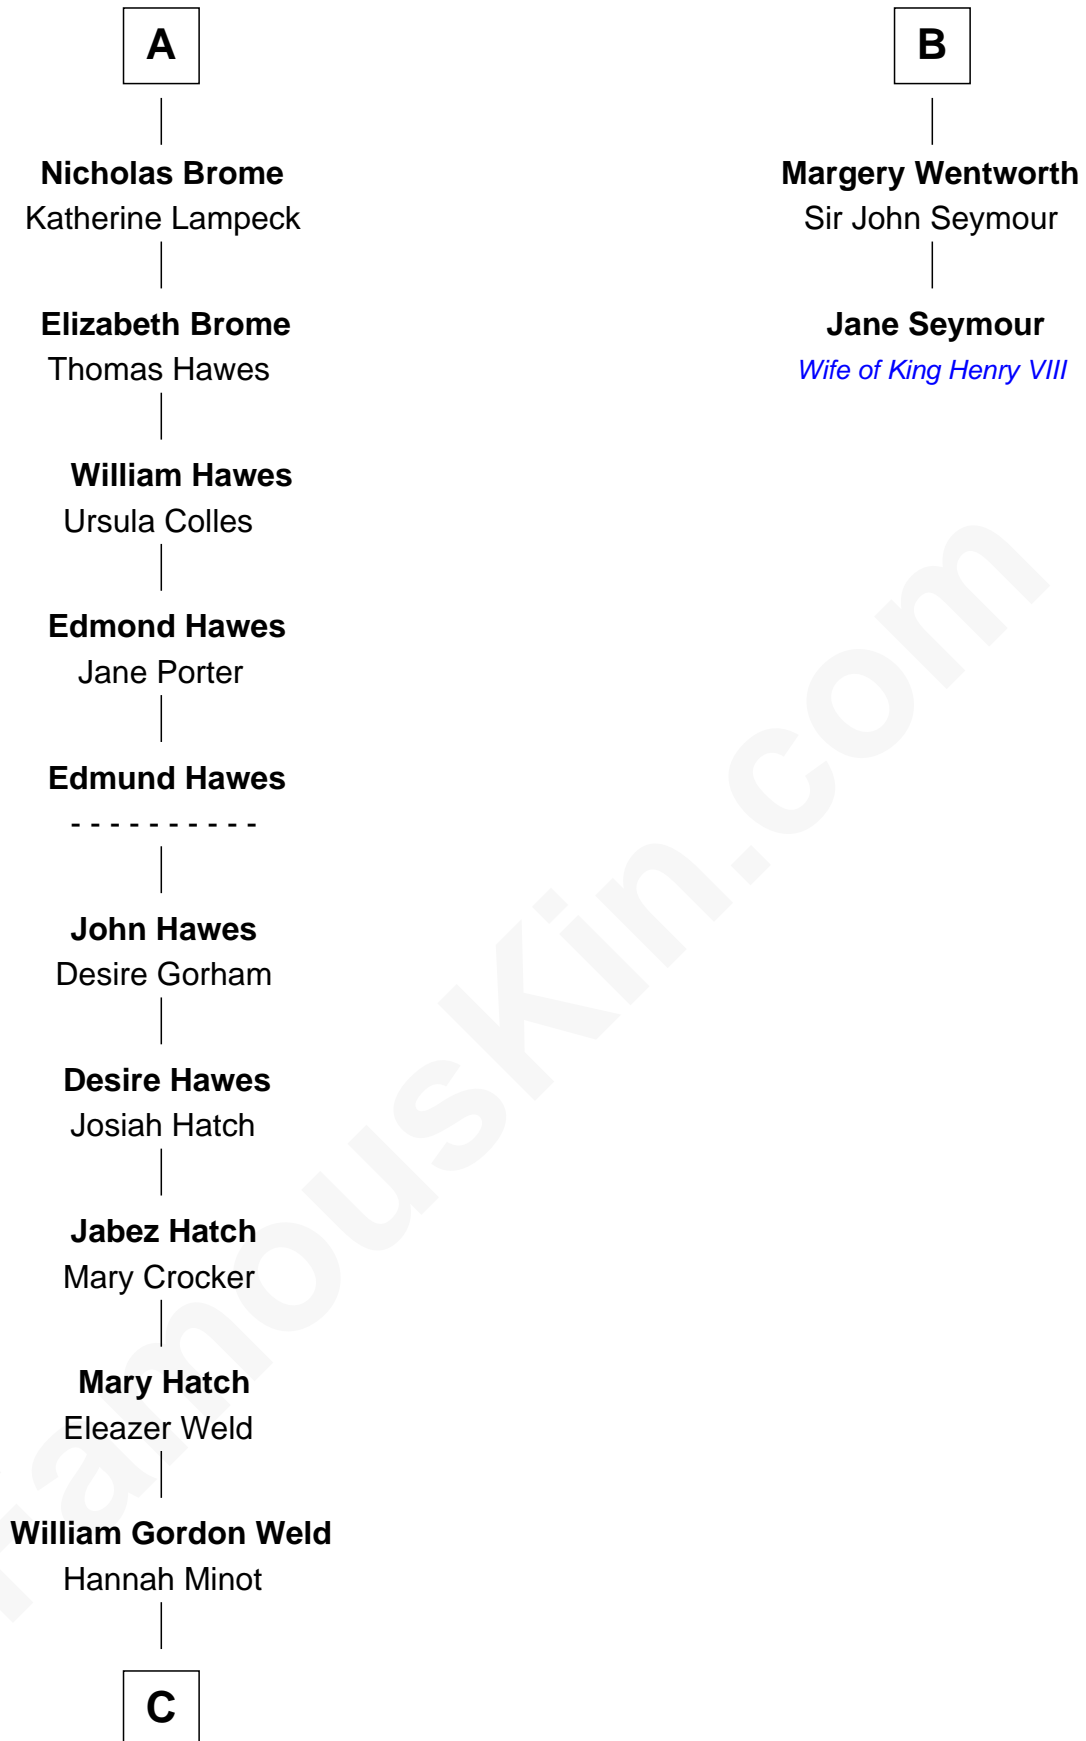 A
Nicholas Brome
Katherine Lampeck
Elizabeth Brome
Thomas Hawes
William Hawes
Ursula Colles
Edmond Hawes
Jane Porter
Edmund Hawes
- - - - - - - - - -
John Hawes
Desire Gorham
Desire Hawes
Josiah Hatch
Jabez Hatch
Mary Crocker
Mary Hatch
Eleazer Weld
William Gordon Weld
Hannah Minot
C
B
Margery Wentworth
Sir John Seymour
Jane Seymour
Wife of King Henry VIII
FamousKin.com